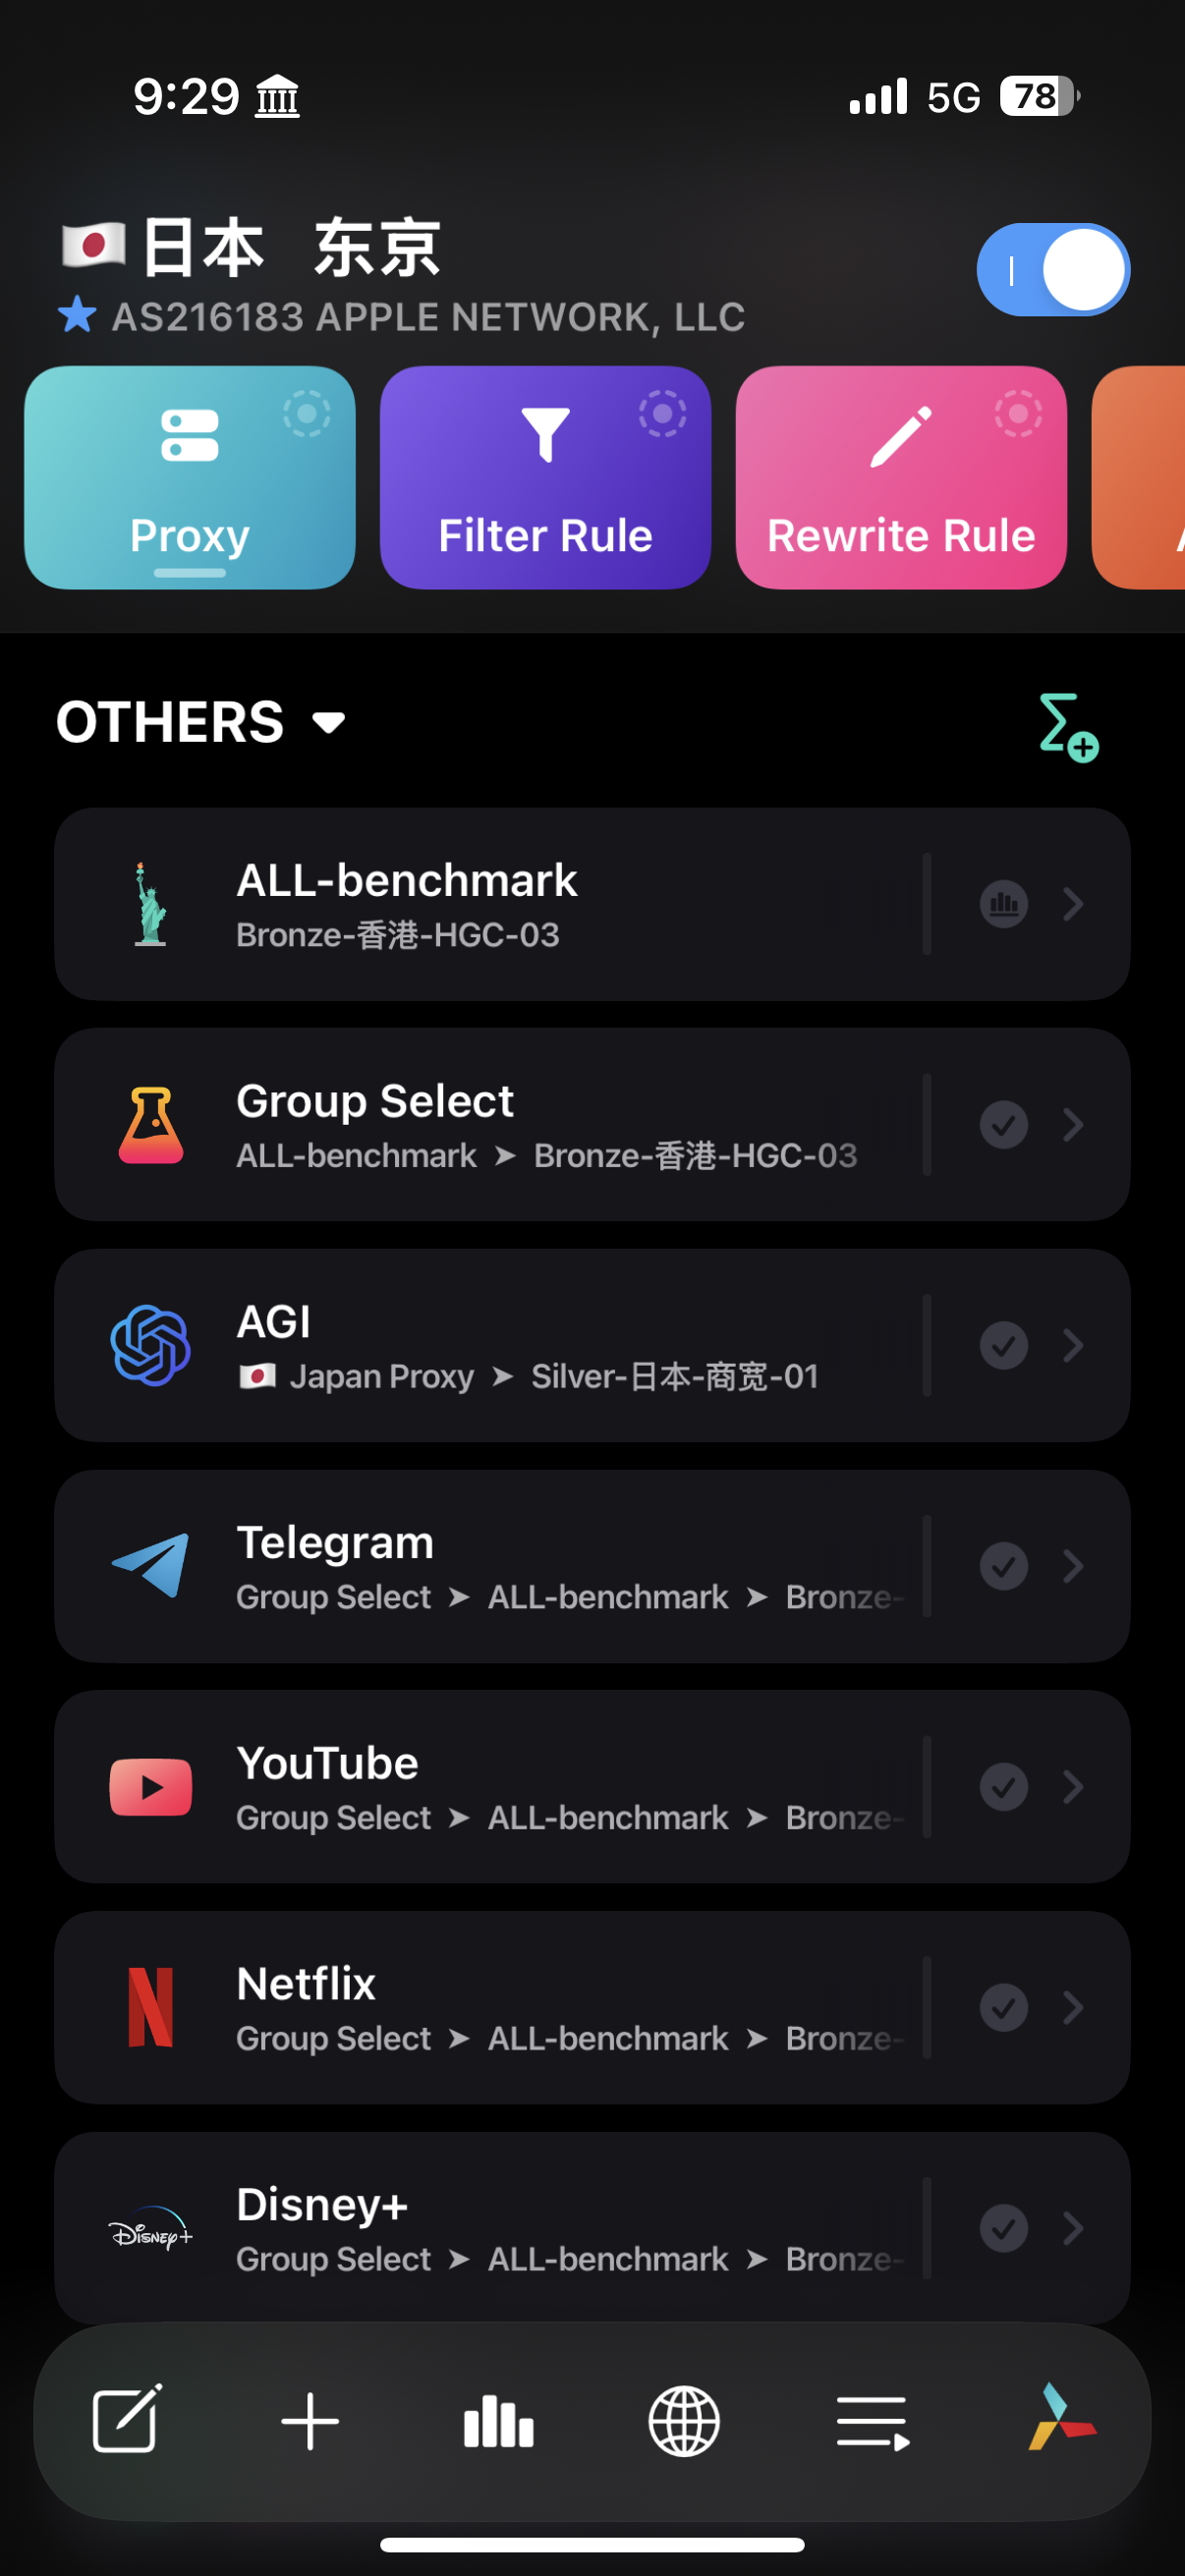 9:29
5G 78
🇯🇵日本 东京
AS216183 APPLE NETWORK, LLC
Proxy
Filter Rule
Rewrite Rule
OTHERS
ALL-benchmark
Bronze-香港-HGC-03
Group Select
ALL-benchmark ➤ Bronze-香港-HGC-03
AGI
🇯🇵 Japan Proxy ➤ Silver-日本-商宽-01
Telegram
Group Select ➤ ALL-benchmark ➤ Bronze-
YouTube
Group Select ➤ ALL-benchmark ➤ Bronze-
Netflix
Group Select ➤ ALL-benchmark ➤ Bronze-
Disney+
Disney+
Group Select ➤ ALL-benchmark ➤ Bronze-